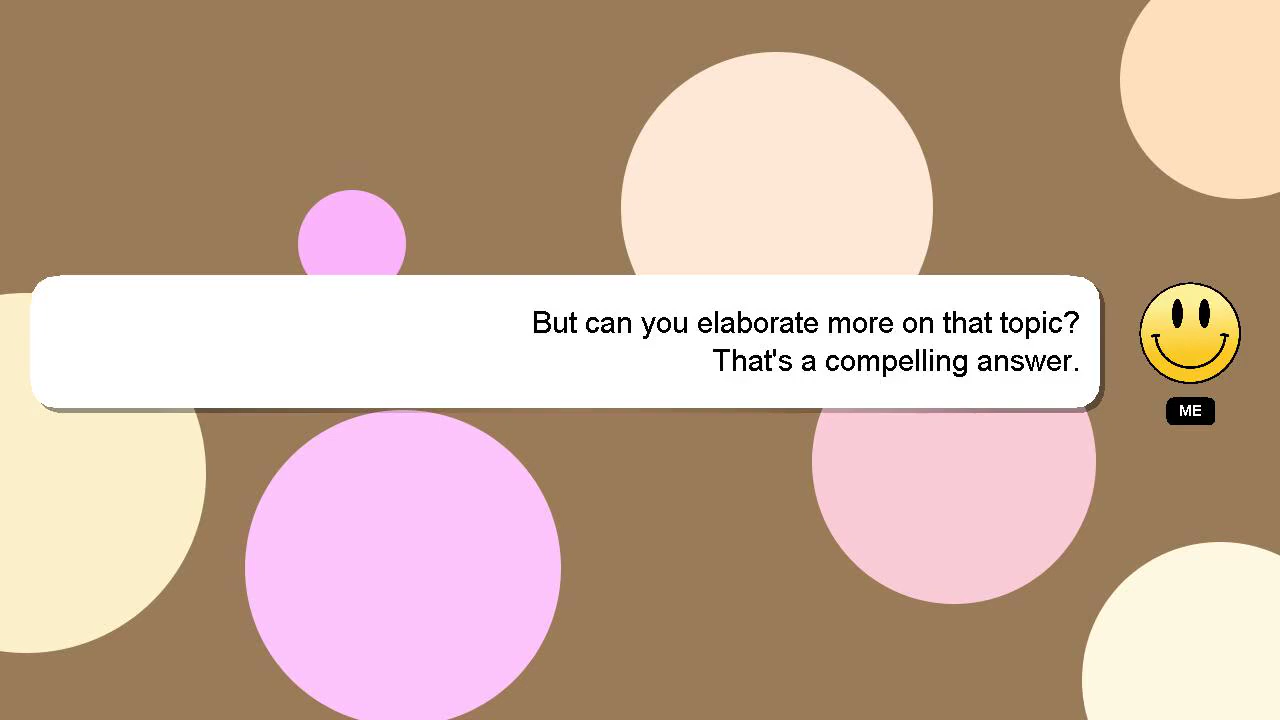 But can you elaborate more on that topic?
That's a compelling answer.
ME